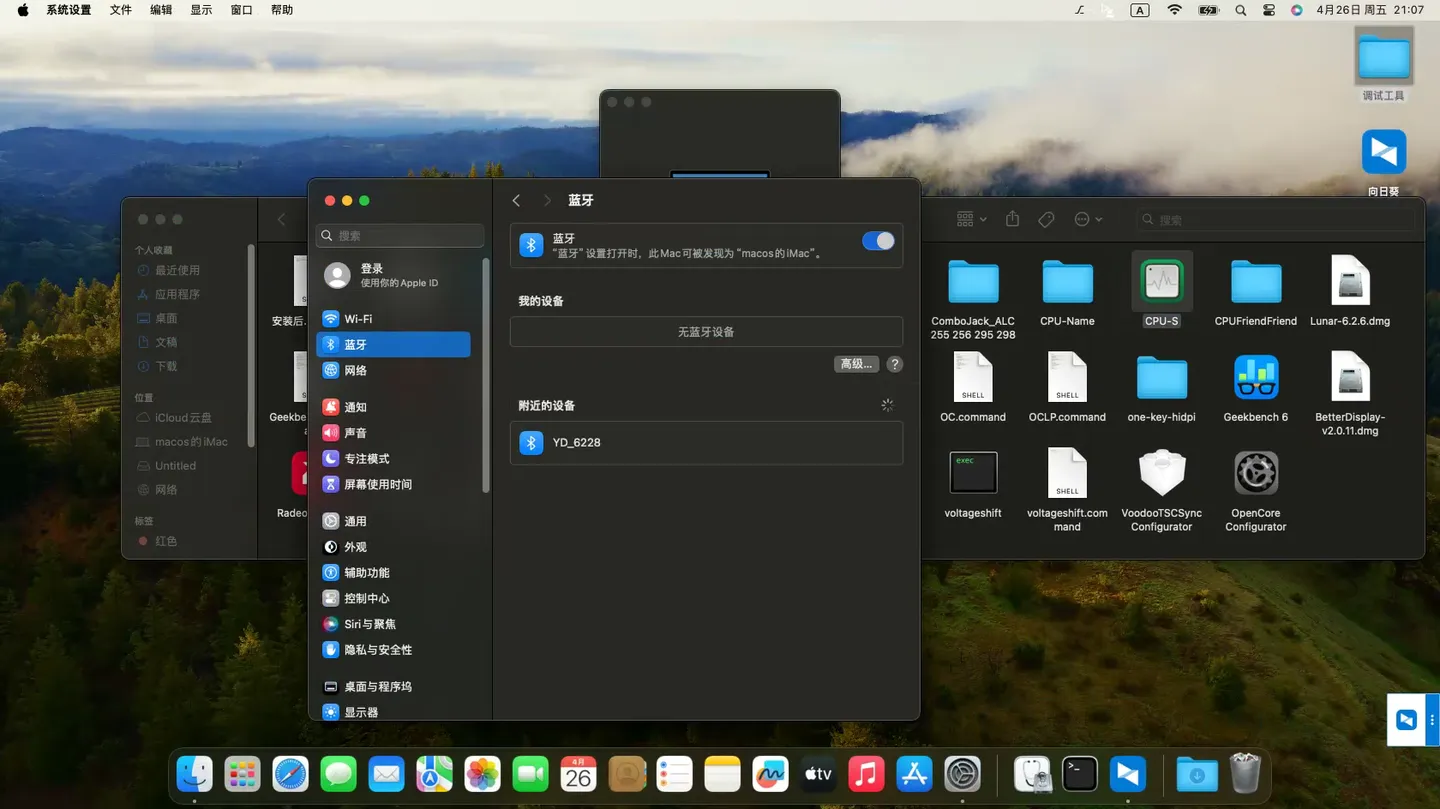 系统设置 文件 编辑 显示 窗口 帮助
A
4月26日 周五 21:07
调试工具
向日葵
个人收藏
最近使用
应用程序
桌面
文稿
下载
位置
iCloud云盘
macos的iMac
Untitled
网络
标签
红色
安装后.
Geekbe
a
Radeo
搜索
登录
使用你的Apple ID
Wi-Fi
蓝牙
网络
通知
声音
专注模式
屏幕使用时间
通用
外观
辅助功能
控制中心
Siri与聚焦
隐私与安全性
桌面与程序坞
显示器
蓝牙
蓝牙
“蓝牙”设置打开时，此Mac可被发现为“macos的iMac”。
我的设备
无蓝牙设备
高级...
?
附近的设备
YD_6228
搜索
ComboJack_ALC
255 256 295 298
CPU-Name
CPU-S
CPUFriendFriend
Lunar-6.2.6.dmg
SHELL
OC.command
SHELL
OCLP.command
one-key-hidpi
Geekbench 6
BetterDisplay-
v2.0.11.dmg
exec
voltageshift
SHELL
voltageshift.com
mand
VoodooTSCSync
Configurator
OpenCore
Configurator
4月
26
tv